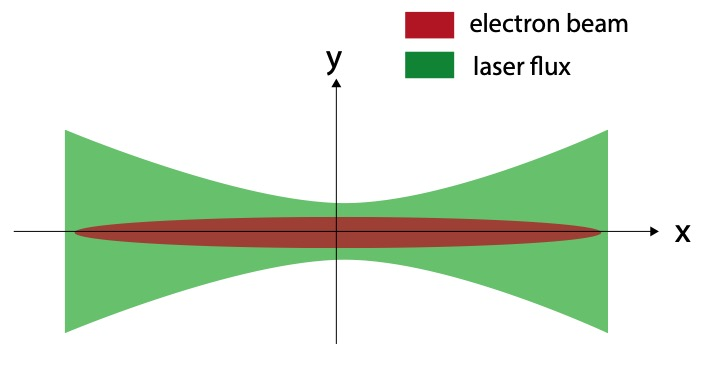 electron beam
laser flux
y
x